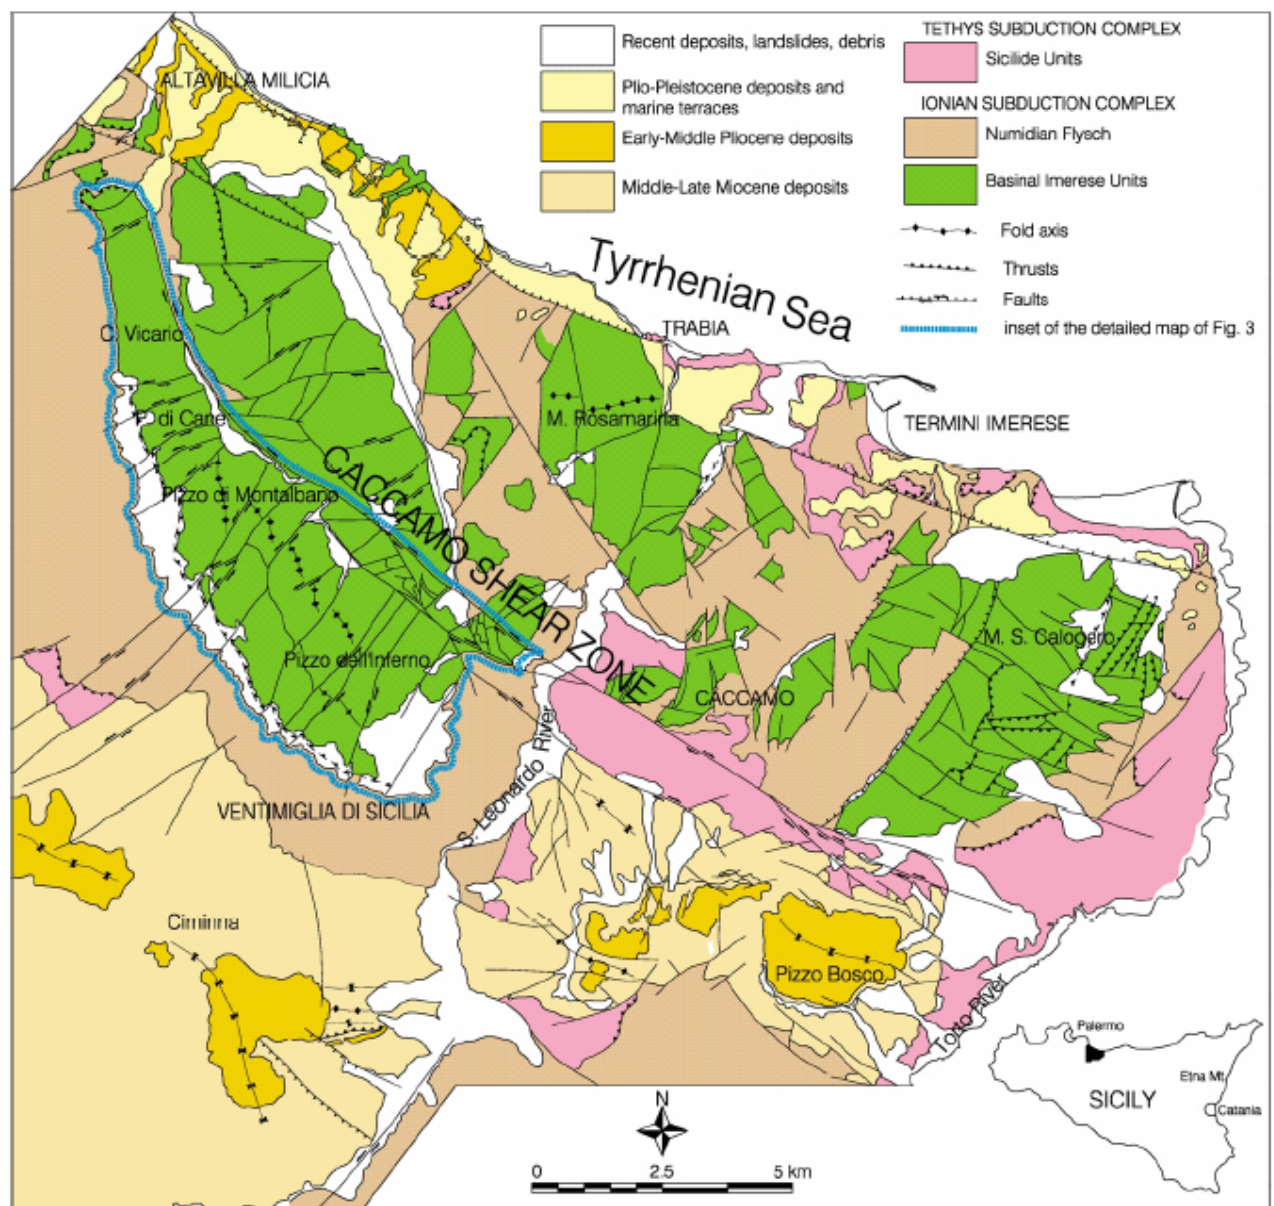 Recent deposits, landslides, debris
Plio-Pleistocene deposits and
marine terraces
Early-Middle Pliocene deposits
Middle-Late Miocene deposits
TETHYS SUBDUCTION COMPLEX
Sicilide Units
IONIAN SUBDUCTION COMPLEX
Numidian Flysch
Basinal Imerese Units
Fold axis
Thrusts
Faults
inset of the detailed map of Fig. 3
ALTAVILLA MILICIA
Tyrrhenian Sea
C. Vicario
TRABIA
P. di Cane
M. Rosamarina
TERMINI IMERESE
CACCAMO SHEAR ZONE
Pizzo di Montalbano
M. S. Calogero
Pizzo dell'Inferno
CACCAMO
S. Leonardo River
VENTIMIGLIA DI SICILIA
Ciminna
Pizzo Bosco
Torto River
Palermo
Etna Mt.
SICILY
Catania
N
0 2.5 5 km